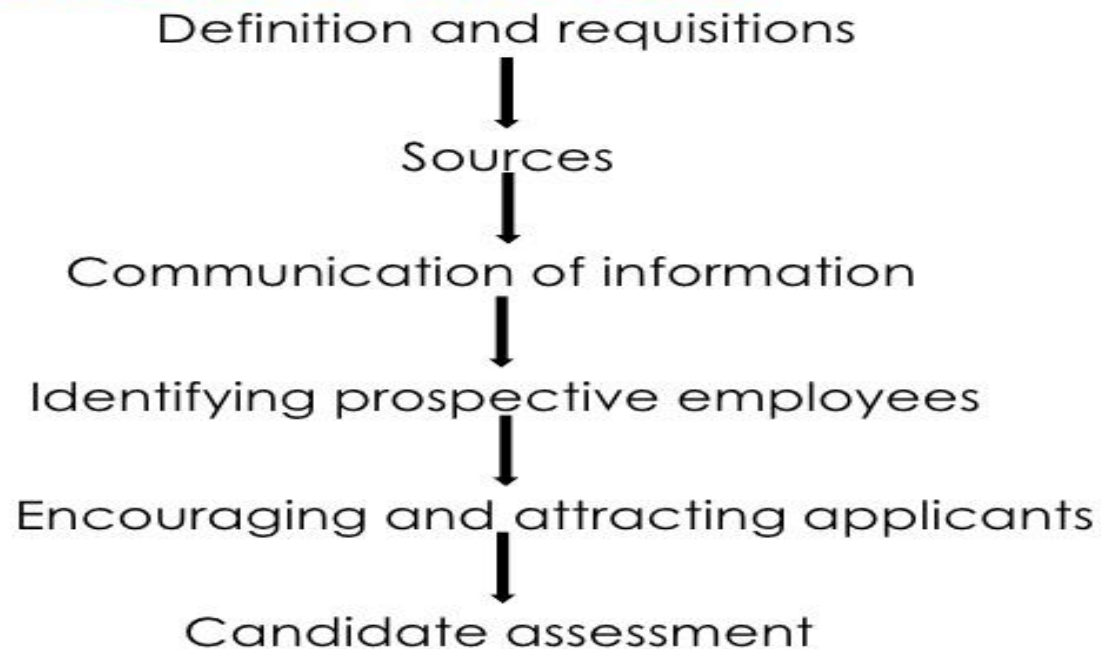 Definition and requisitions
Sources
Communication of information
Identifying prospective employees
Encouraging and attracting applicants
Candidate assessment